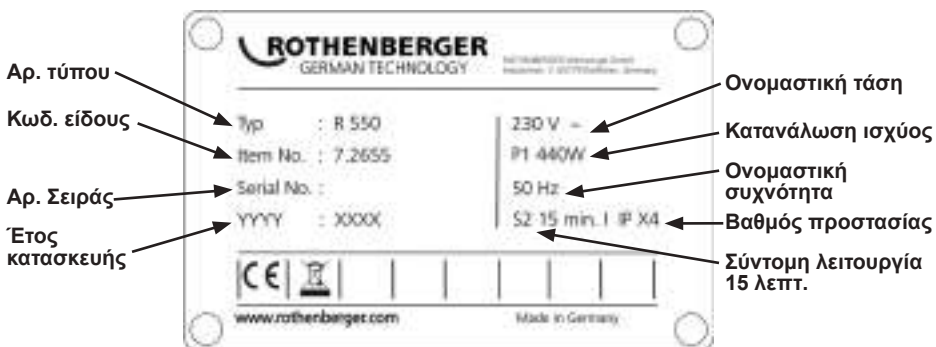 Αρ. τύπου
Κωδ. είδους
Αρ. Σειράς
Έτος
κατασκευής
ROTHENBERGER
GERMAN TECHNOLOGY
Typ : R 550
Item No. : 7.2655
Serial No. :
YYYY : XXXX
230 V ~
P1 440W
50 Hz
S2 15 min. I IP X4
CE
www.rothenberger.com
Made in Germany
Ονομαστική τάση
Κατανάλωση ισχύος
Ονομαστική
συχνότητα
Βαθμός προστασίας
Σύντομη λειτουργία
15 λεπτ.